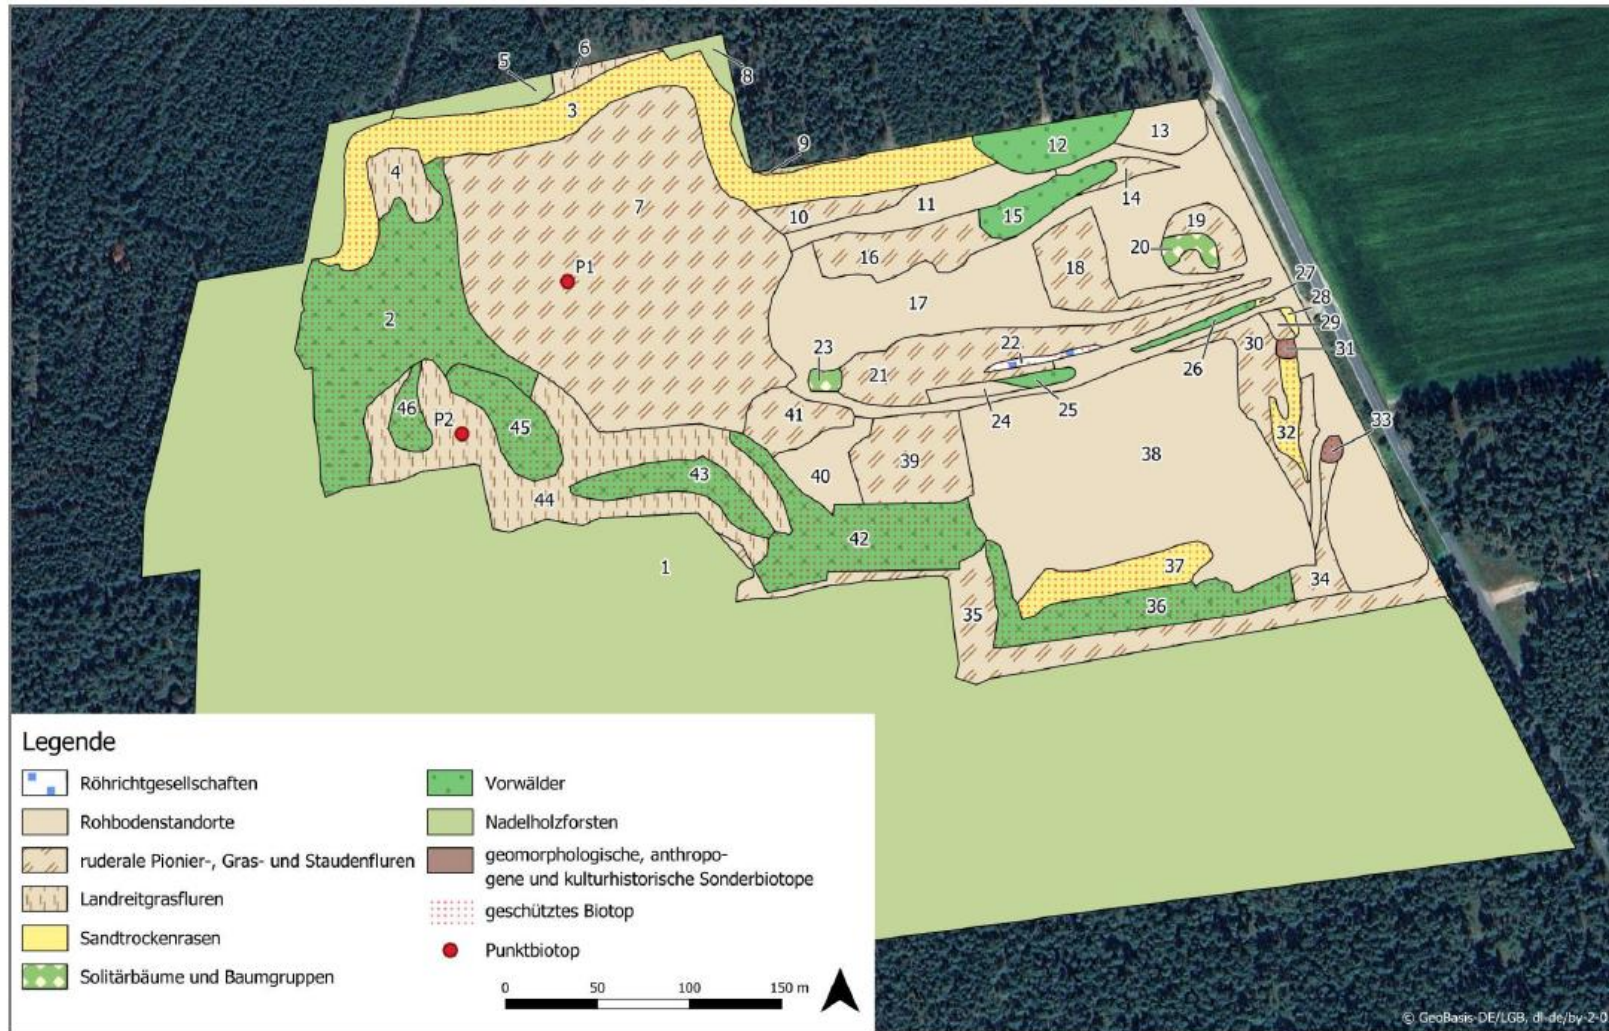 5
6
8
3
9
4
7
10
11
12
13
14
15
16
17
18
19
20
P1
2
27
28
29
30
31
22
23
21
26
25
24
33
32
46
P2
45
41
40
39
38
43
44
42
1
37
36
35
34
Legende
Röhrichtgesellschaften
Rohbodenstandorte
ruderale Pionier-, Gras- und Staudenfluren
Landreitgrasfluren
Sandtrockenrasen
Solitärbäume und Baumgruppen
Vorwälder
Nadelholzforsten
geomorphologische, anthropo-
gene und kulturhistorische Sonderbiotope
geschütztes Biotop
Punktbiotop
0 50 100 150 m
© GeoBasis-DE/LGB, dl-de/by-2-0